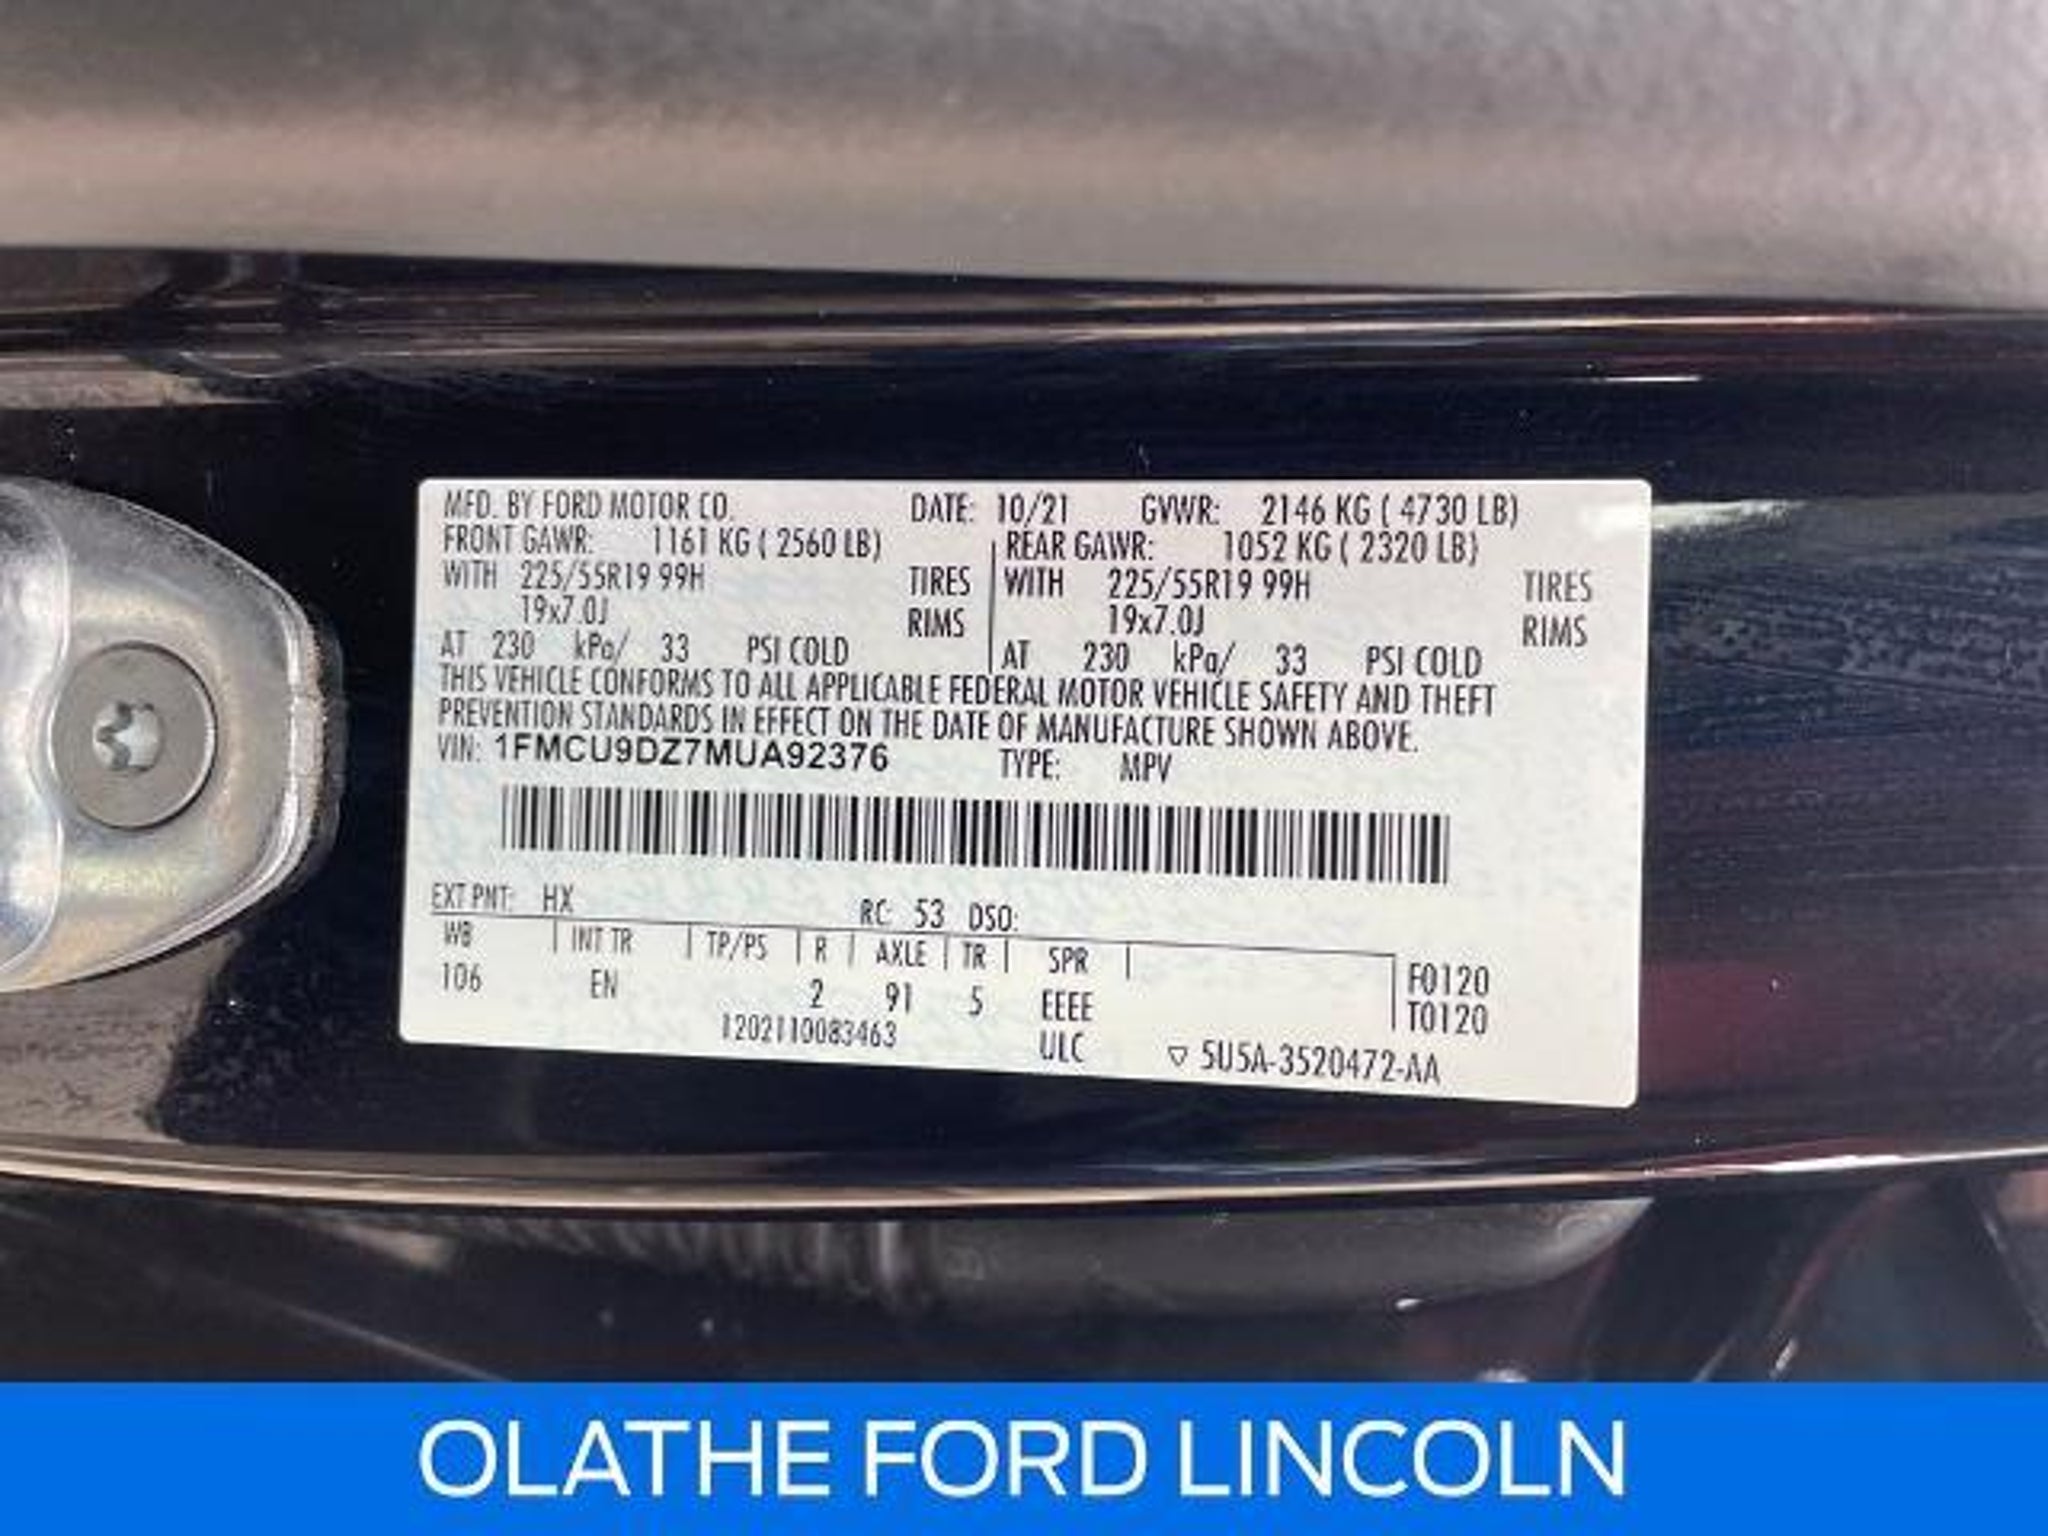 MFD. BY FORD MOTOR CO. DATE: 10/21 GVWR: 2146 KG ( 4730 LB)
FRONT GAWR: 1161 KG ( 2560 LB) REAR GAWR: 1052 KG ( 2320 LB)
WITH 225/55R19 99H TIRES WITH 225/55R19 99H TIRES
19x7.0J RIMS 19x7.0J RIMS
AT 230 kPa/ 33 PSI COLD AT 230 kPa/ 33 PSI COLD
THIS VEHICLE CONFORMS TO ALL APPLICABLE FEDERAL MOTOR VEHICLE SAFETY AND THEFT
PREVENTION STANDARDS IN EFFECT ON THE DATE OF MANUFACTURE SHOWN ABOVE.
VIN: 1FMCU9DZ7MUA92376 TYPE: MPV
EXT PNT: HX RC: 53 DSO:
WB INT TR TP/PS R AXLE TR SPR F0120
106 EN 2 91 5 EEEE T0120
1202110083463 ULC ▽ 5U5A-3520472-AA
OLATHE FORD LINCOLN